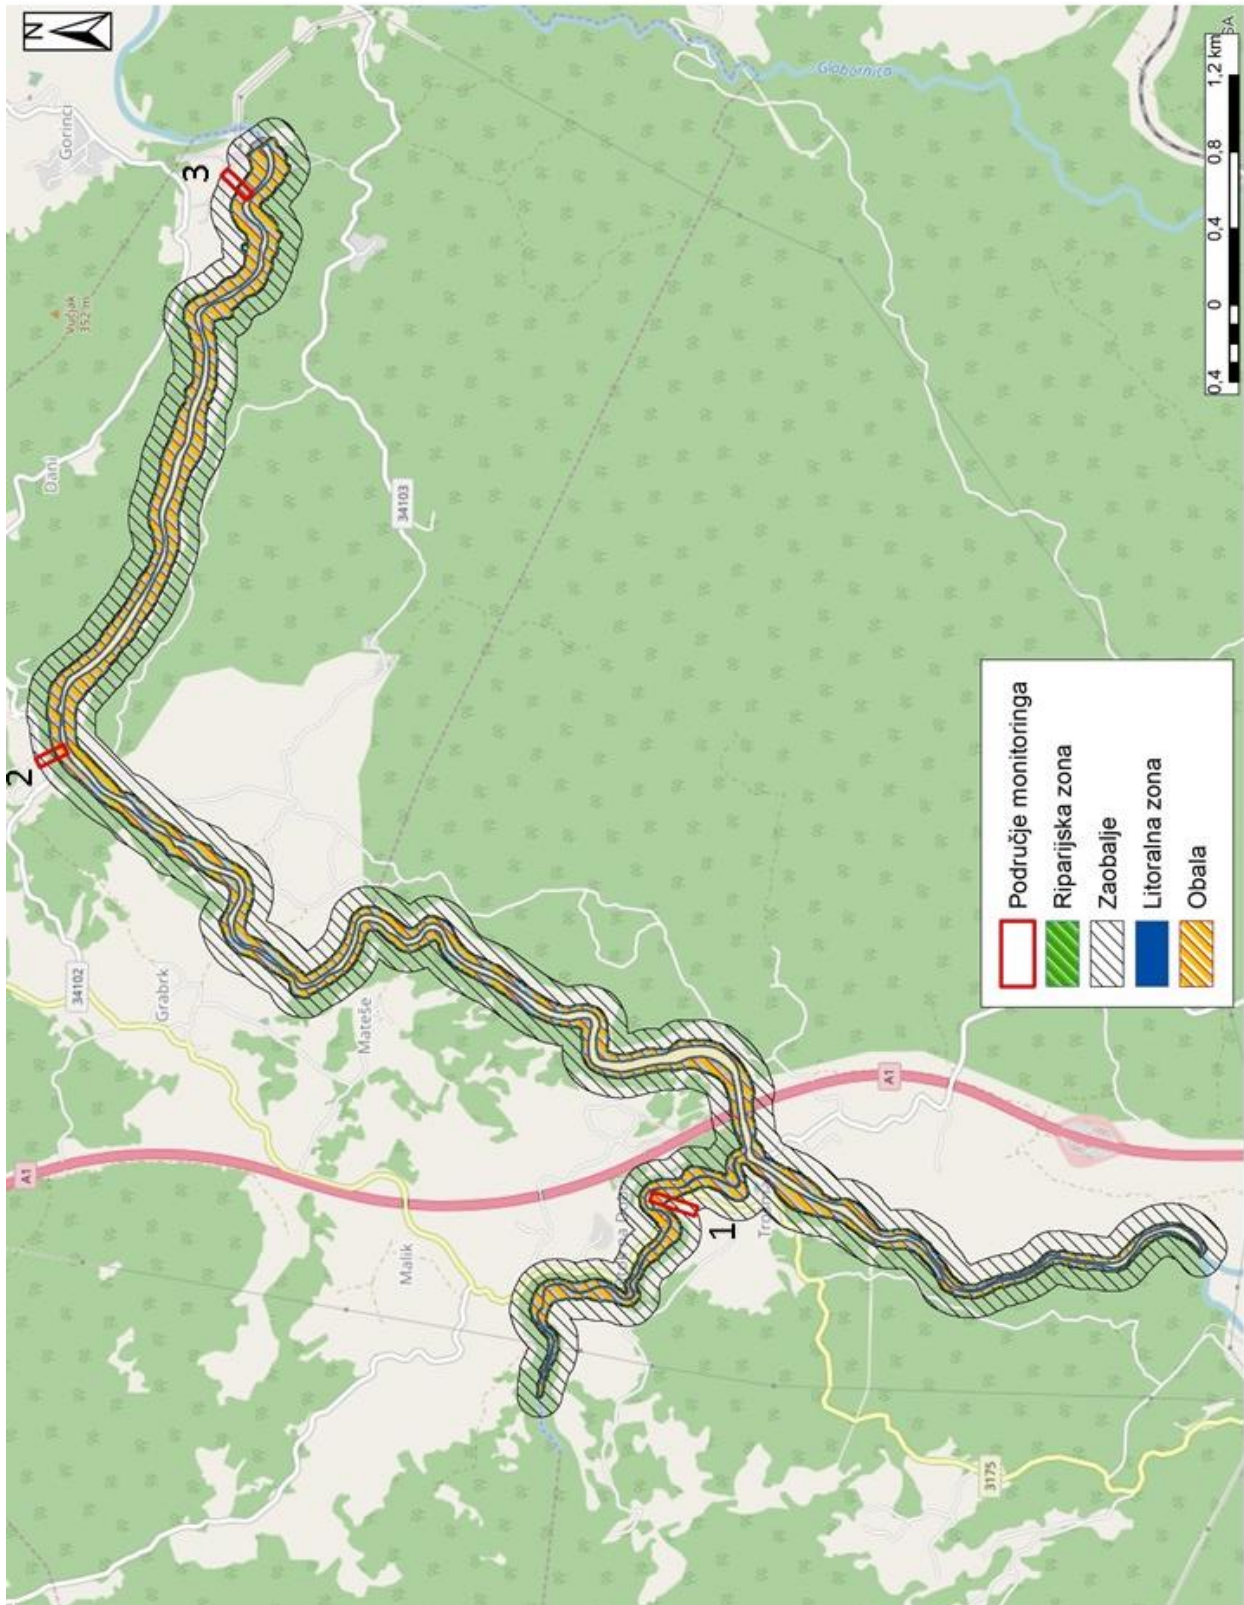 N
Gorinci
3
Vučjak
352 m
Globornica
Dani
2
34103
34102
Grabrk
Mateše
A1
Malik
1
A1
3175
Područje monitoringa
Riparijska zona
Zaobalje
Litoralna zona
Obala
0,4 0 0,4 0,8 1,2 km